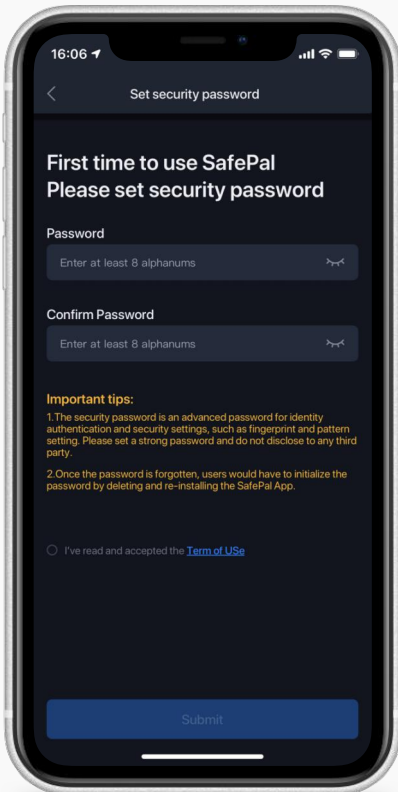 16:06
Set security password
First time to use SafePal
Please set security password
Password
Enter at least 8 alphanums
Confirm Password
Enter at least 8 alphanums
Important tips:
1.The security password is an advanced password for identity
authentication and security settings, such as fingerprint and pattern
setting. Please set a strong password and do not disclose to any third
party.
2.Once the password is forgotten, users would have to initialize the
password by deleting and re-installing the SafePal App.
I've read and accepted the Term of USe
Submit